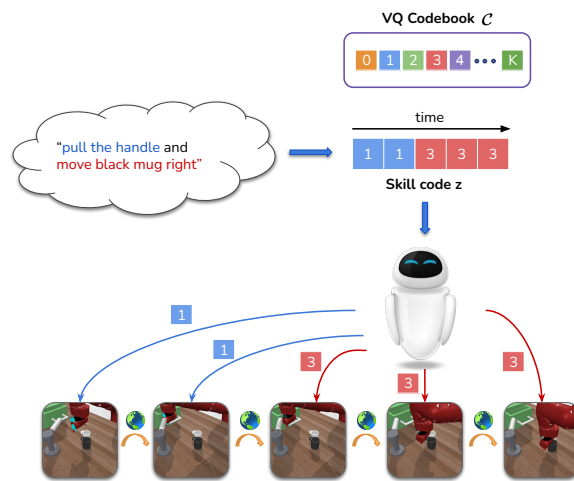 VQ Codebook C
0 1 2 3 4 K
time
"pull the handle and
move black mug right"
1 1 3 3 3
Skill code z
1
1
3
3
3